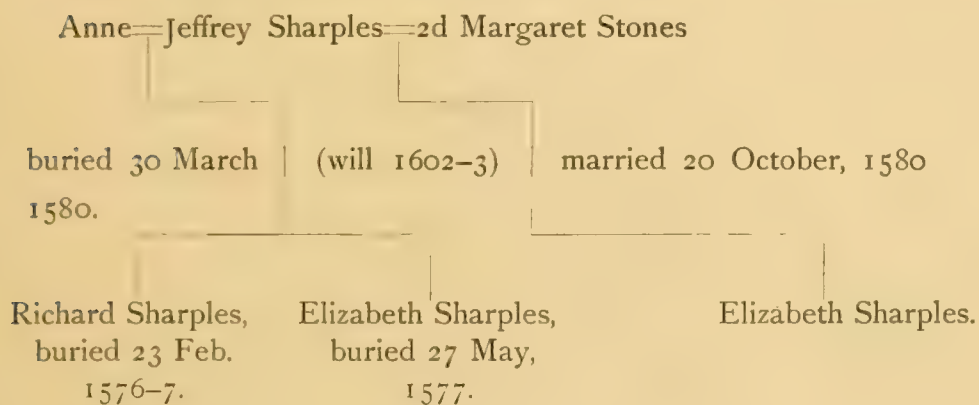 Anne=Jeffrey Sharples=2d Margaret Stones
buried 30 March | (will 1602-3) | married 20 October, 1580
1580.
Richard Sharples, Elizabeth Sharples, Elizabeth Sharples.
buried 23 Feb. buried 27 May,
1576-7. 1577.